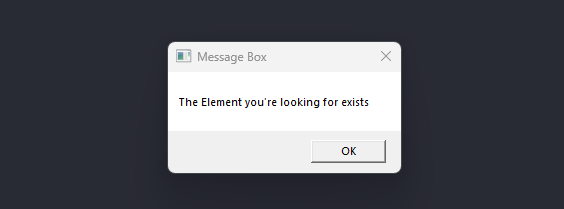 Message Box
The Element you're looking for exists
OK